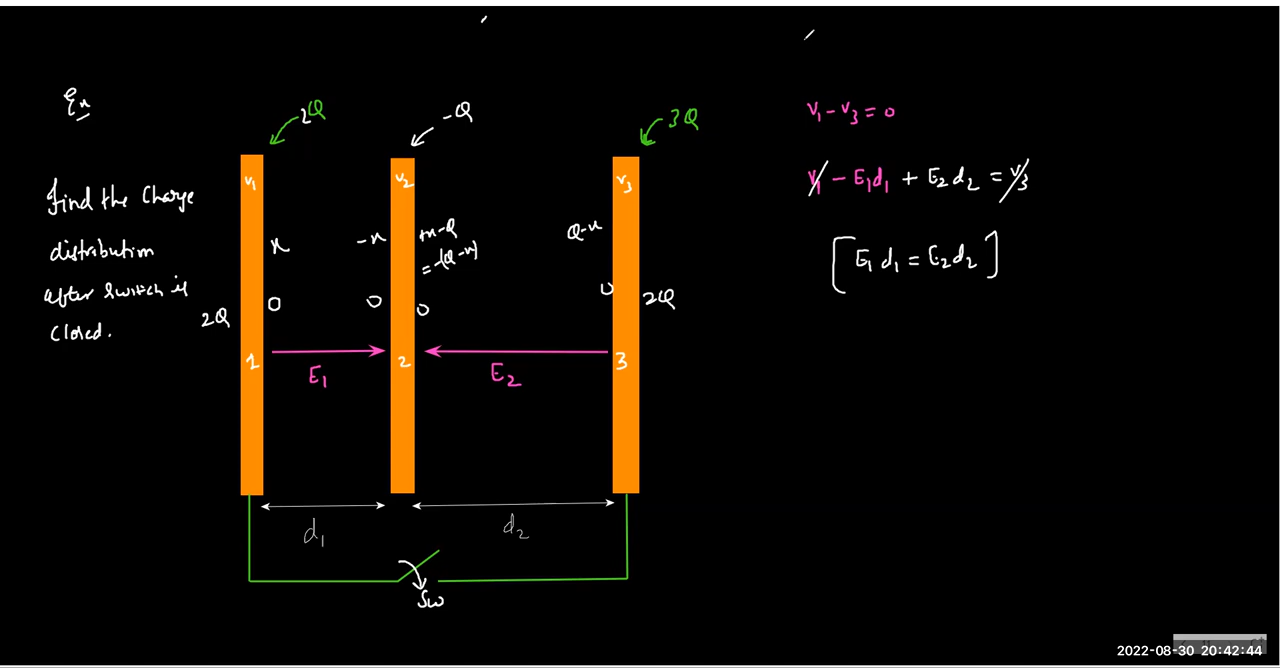 Ex
2Q
-Q
3Q
Find the Charge
distribution
after switch is
closed.
V₁
V₂
V₃
x
-x
+x-Q
= -(Q-x)
Q-x
2Q
0
0
0
0
2Q
1
2
3
E₁
E₂
d₁
d₂
Sw
V₁ - V₃ = 0
V₁ - E₁d₁ + E₂d₂ = V₃
[E₁d₁ = E₂d₂]
2022-08-30 20:42:44